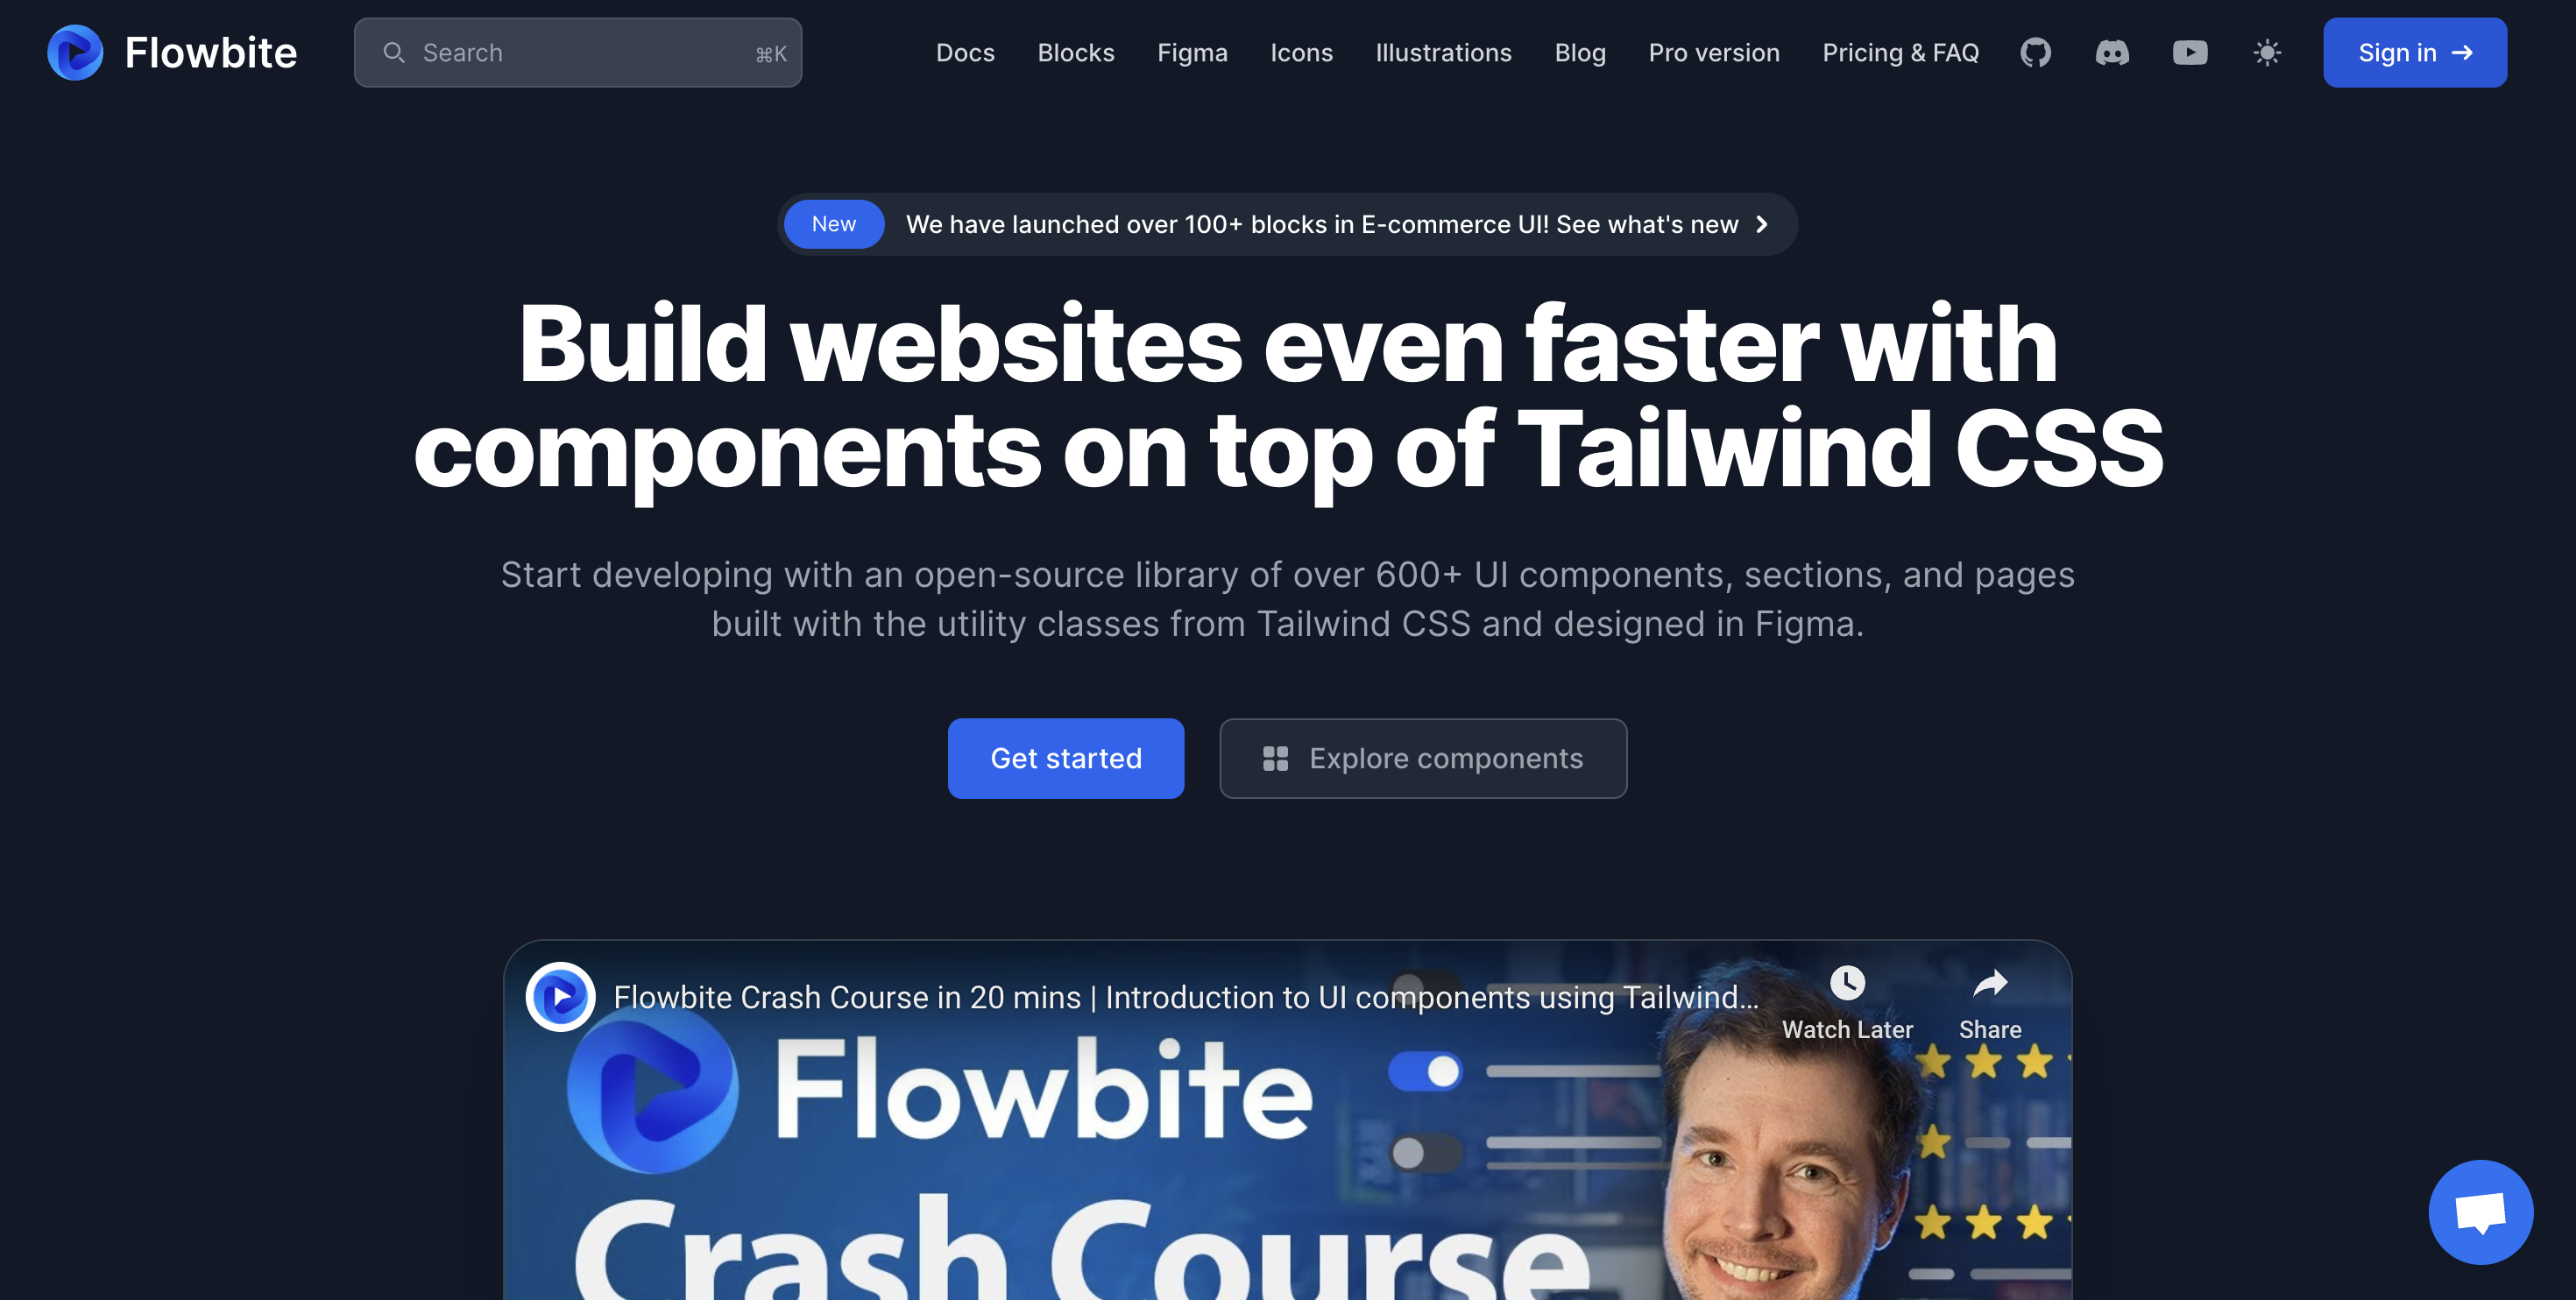 Flowbite
Search ⌘K
Docs Blocks Figma Icons Illustrations Blog Pro version Pricing & FAQ
Sign in →
New We have launched over 100+ blocks in E-commerce UI! See what's new
Build websites even faster with
components on top of Tailwind CSS
Start developing with an open-source library of over 600+ UI components, sections, and pages
built with the utility classes from Tailwind CSS and designed in Figma.
Get started
Explore components
Flowbite Crash Course in 20 mins | Introduction to UI components using Tailwind...
Watch Later
Share
Flowbite
Crash Course